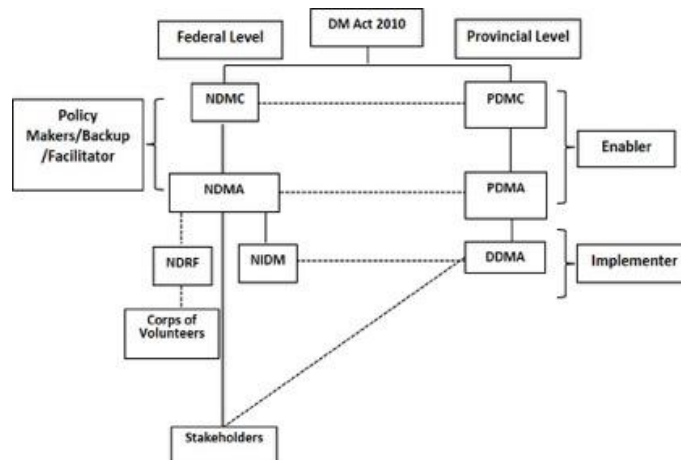 DM Act 2010
Federal Level
Provincial Level
NDMC
PDMC
Policy
Makers/Backup
/Facilitator
Enabler
NDMA
PDMA
NDRF
NIDM
DDMA
Implementer
Corps of
Volunteers
Stakeholders